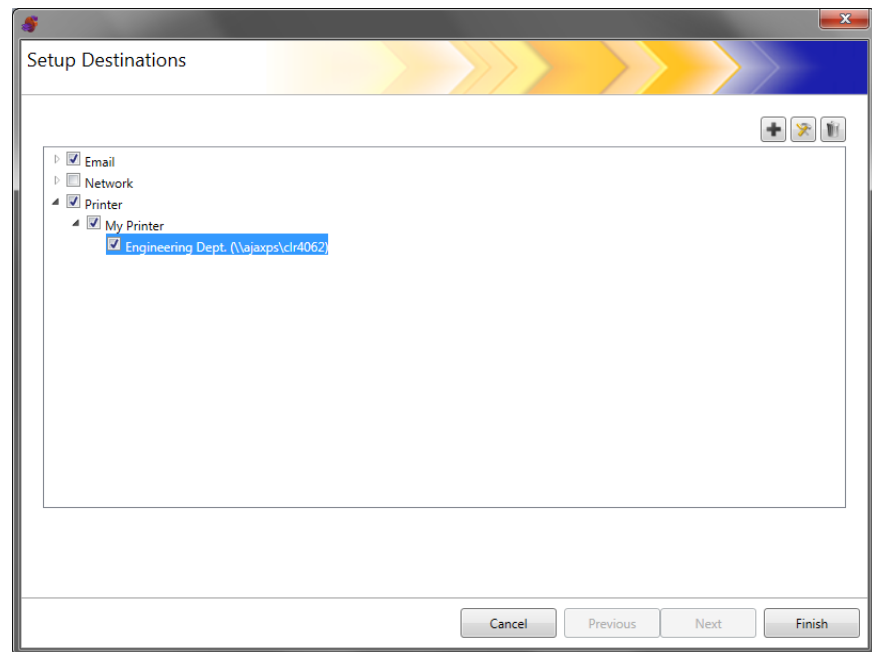 Setup Destinations
Email
Network
Printer
My Printer
Engineering Dept. (\\ajaxps\clr4062)
Cancel Previous Next Finish